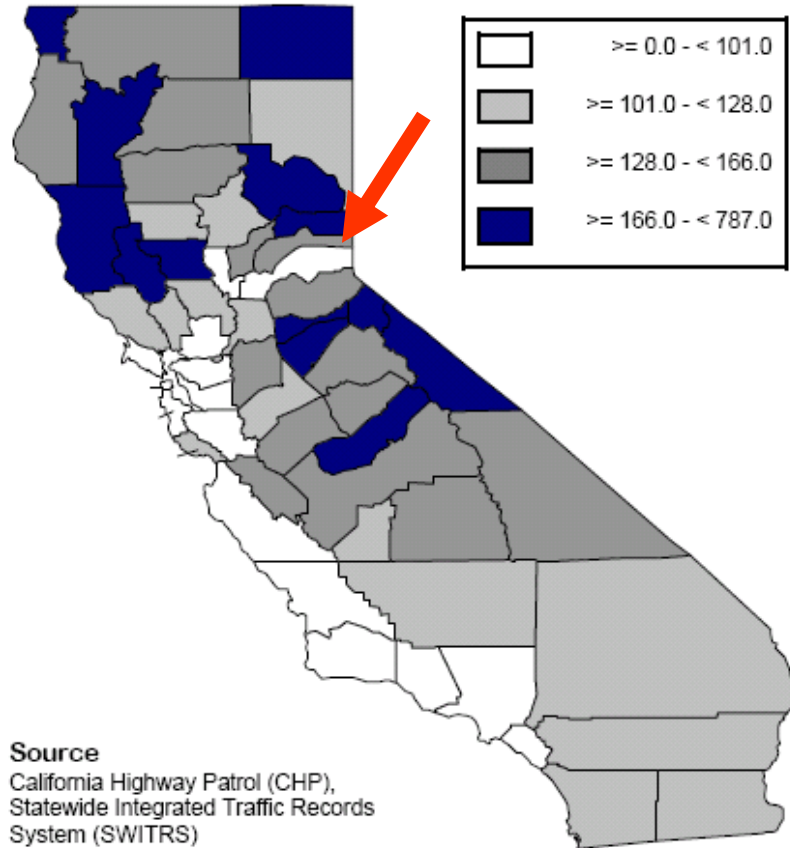 >= 0.0 - < 101.0
>= 101.0 - < 128.0
>= 128.0 - < 166.0
>= 166.0 - < 787.0
Source
California Highway Patrol (CHP),
Statewide Integrated Traffic Records
System (SWITRS)